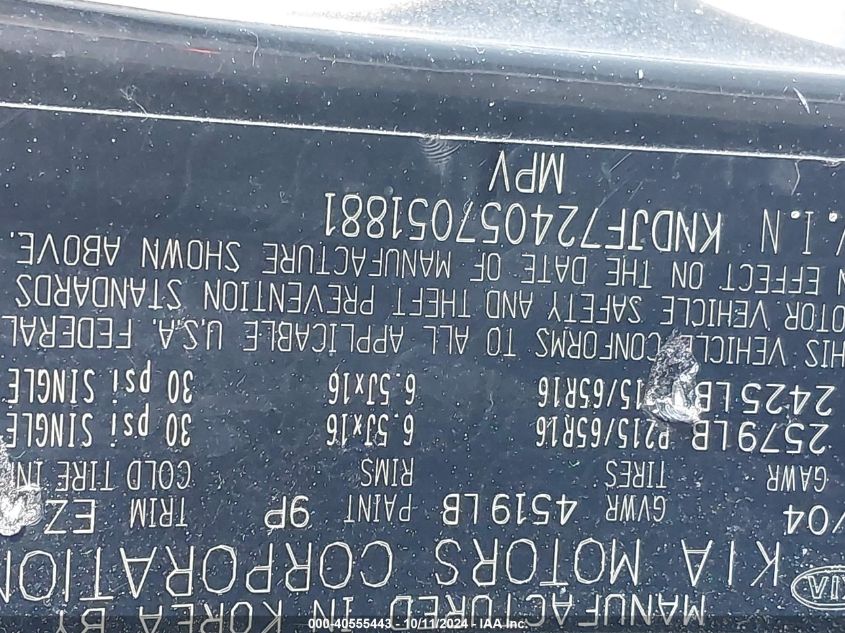 MANUFACTURED IN KOREA BY
KIA KIA MOTORS CORPORATION
/04 GVWR 4519LB PAINT 9P TRIM EZ
GAWR TIRES RIMS COLD TIRE IN
2579LB P215/65R16 6.5Jx16 30 psi SINGLE
2425LB 15/65R16 6.5Jx16 30 psi SINGLE
HIS VEHICLE CONFORMS TO ALL APPLICABLE U.S.A. FEDERAL
OTOR VEHICLE SAFETY AND THEFT PREVENTION STANDARDS
N EFFECT ON THE DATE OF MANUFACTURE SHOWN ABOVE.
V.I.N KNDJF724057051881
MPV
000-40555443 - 10/11/2024 - IAA Inc.